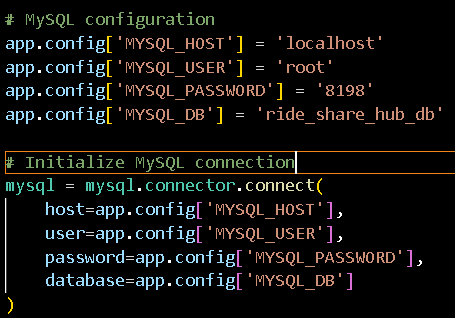 # MySQL configuration
app.config['MYSQL_HOST'] = 'localhost'
app.config['MYSQL_USER'] = 'root'
app.config['MYSQL_PASSWORD'] = '8198'
app.config['MYSQL_DB'] = 'ride_share_hub_db'
# Initialize MySQL connection
mysql = mysql.connector.connect(
    host=app.config['MYSQL_HOST'],
    user=app.config['MYSQL_USER'],
    password=app.config['MYSQL_PASSWORD'],
    database=app.config['MYSQL_DB']
)